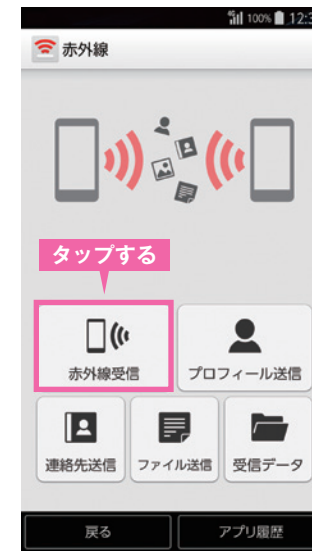 100% 12:3
赤外線
タップする
赤外線受信
プロフィール送信
連絡先送信
ファイル送信
受信データ
戻る
アプリ履歴